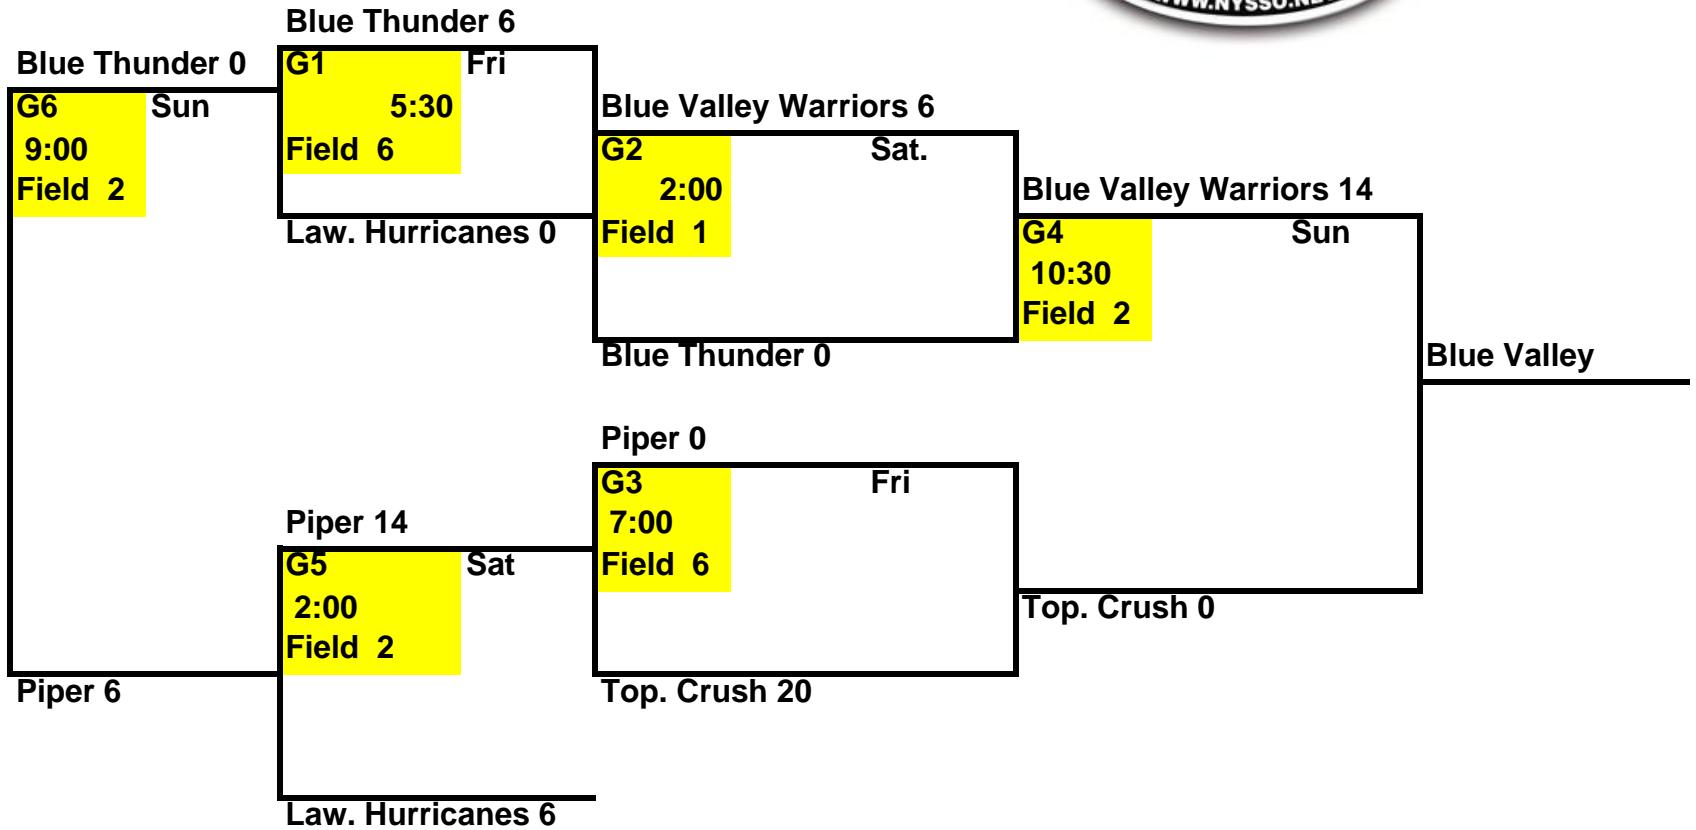 WWW.NYSSO.NE
Blue Thunder 6
Blue Thunder 0
G1 Fri
G6 Sun
5:30
Blue Valley Warriors 6
9:00
Field 6
G2 Sat.
Field 2
2:00
Blue Valley Warriors 14
Law. Hurricanes 0
Field 1
G4 Sun
10:30
Field 2
Blue Thunder 0
Blue Valley
Piper 0
G3 Fri
Piper 14
7:00
G5 Sat
Field 6
2:00
Top. Crush 0
Field 2
Piper 6
Top. Crush 20
Law. Hurricanes 6